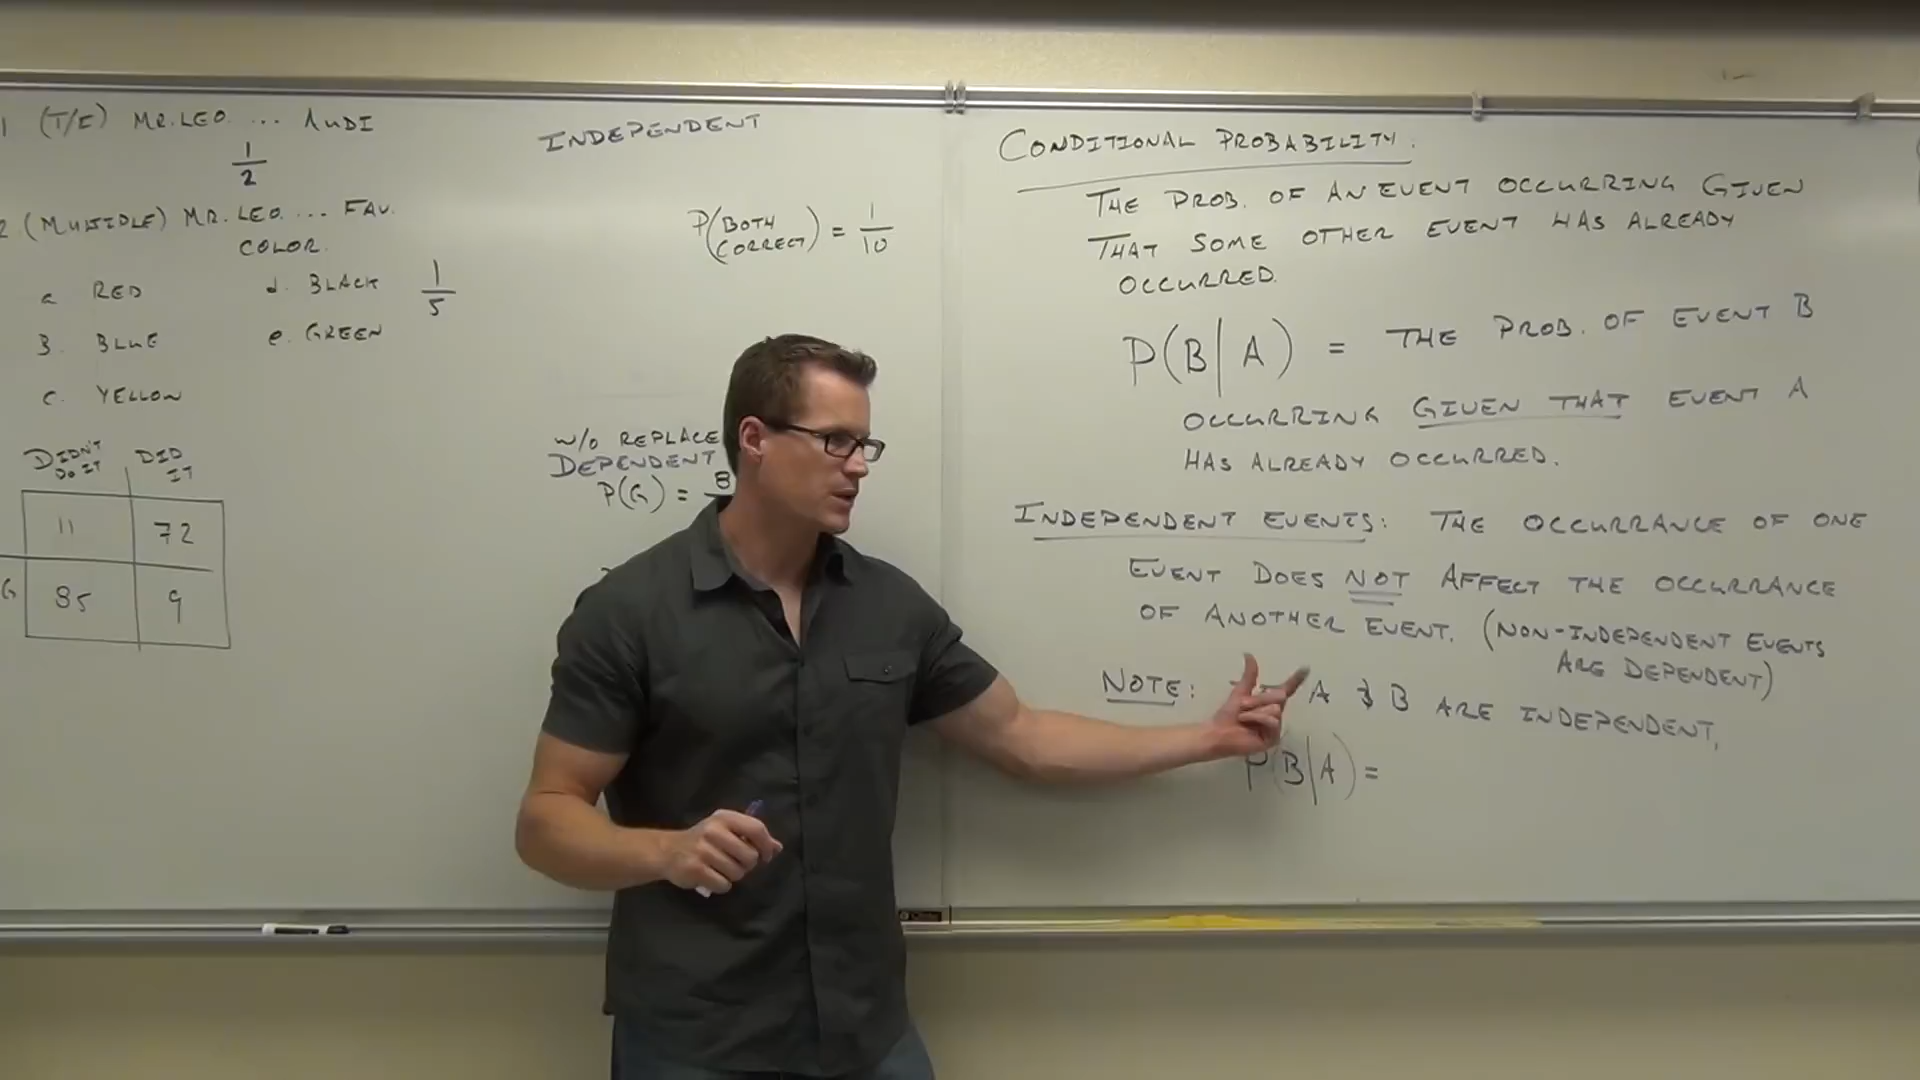 1 (T/F) MR. LEO. ... AUDI
1/2
2 (MULTIPLE) MR. LEO. ... FAV.
COLOR.
a RED
d. BLACK
1/5
B. BLUE
e. GREEN
c. YELLOW
DIDN'T DO IT
DID IT
11 72
G 85 9
INDEPENDENT
P(BOTH CORRECT) = 1/10
W/O REPLACE
DEPENDENT
P(G) = 8
CONDITIONAL PROBABILITY.
THE PROB. OF AN EVENT OCCURRING GIVEN
THAT SOME OTHER EVENT HAS ALREADY
OCCURRED.
P(B|A) = THE PROB. OF EVENT B
OCCURRING GIVEN THAT EVENT A
HAS ALREADY OCCURRED.
INDEPENDENT EVENTS: THE OCCURRANCE OF ONE
EVENT DOES NOT AFFECT THE OCCURRANCE
OF ANOTHER EVENT. (NON-INDEPENDENT EVENTS
ARE DEPENDENT)
NOTE: A & B ARE INDEPENDENT,
P(B|A) =